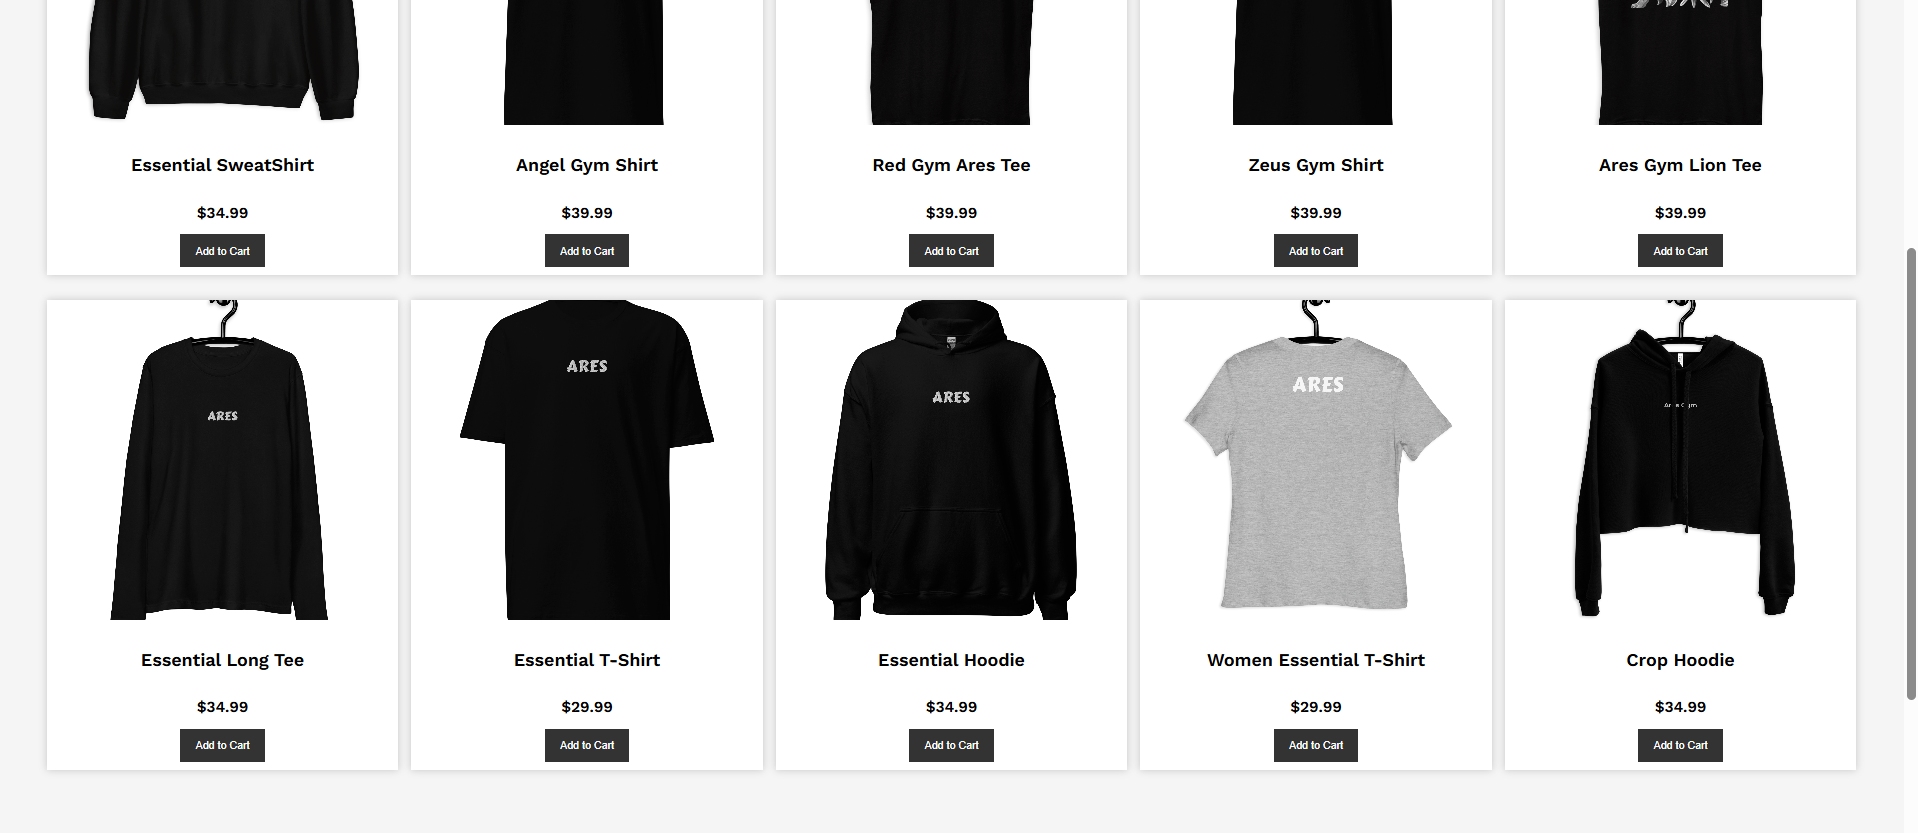 Essential SweatShirt
$34.99
Add to Cart
Angel Gym Shirt
$39.99
Add to Cart
Red Gym Ares Tee
$39.99
Add to Cart
Zeus Gym Shirt
$39.99
Add to Cart
Ares Gym Lion Tee
$39.99
Add to Cart
ARES
Essential Long Tee
$34.99
Add to Cart
ARES
Essential T-Shirt
$29.99
Add to Cart
ARES
Essential Hoodie
$34.99
Add to Cart
ARES
Women Essential T-Shirt
$29.99
Add to Cart
Crop Hoodie
$34.99
Add to Cart